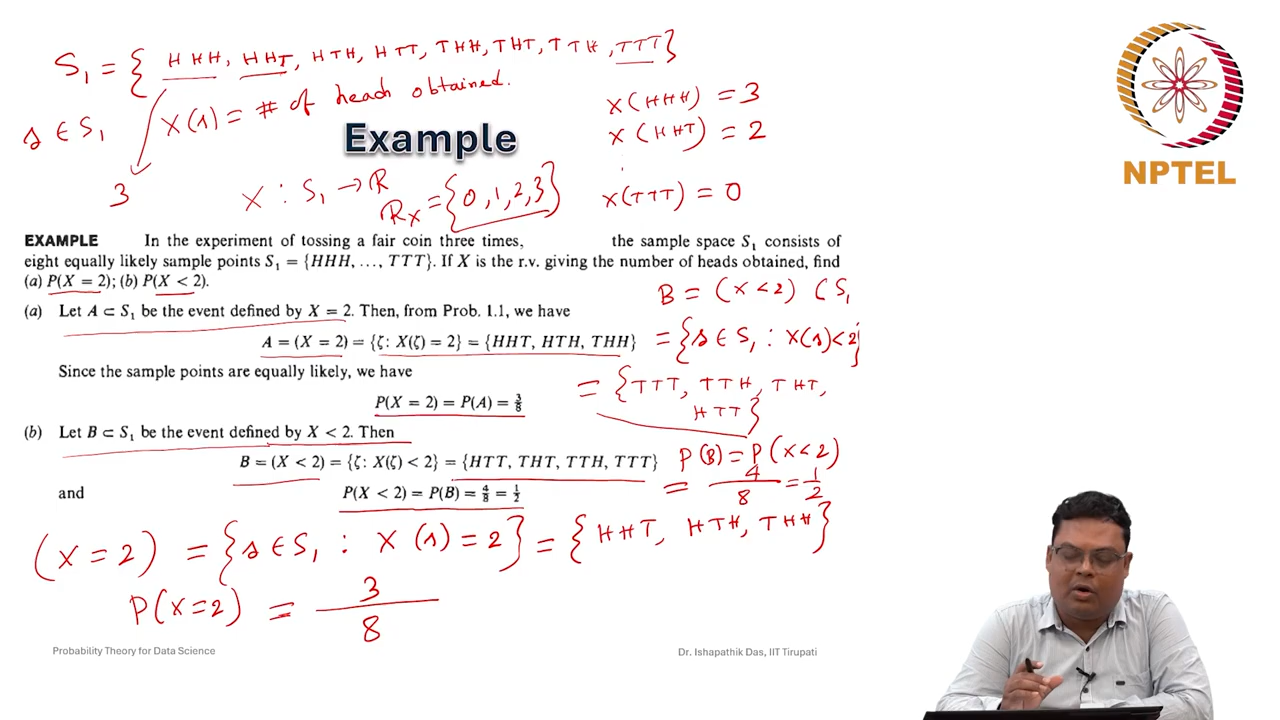 S₁ = { HHH, HHT, HTH, HTT, THH, THT, TTH, TTT }
s ∈ S₁
X(s) = # of heads obtained.
3
X(HHH) = 3
X(HHT) = 2
X(TTT) = 0
Example
X : S₁ → R
R_X = {0, 1, 2, 3}
NPTEL
EXAMPLE In the experiment of tossing a fair coin three times, the sample space S₁ consists of
eight equally likely sample points S₁ = {HHH, ..., TTT}. If X is the r.v. giving the number of heads obtained, find
(a) P(X = 2); (b) P(X < 2).
(a) Let A ⊂ S₁ be the event defined by X = 2. Then, from Prob. 1.1, we have
A = (X = 2) = {ζ: X(ζ) = 2} = {HHT, HTH, THH}
Since the sample points are equally likely, we have
P(X = 2) = P(A) = 3/8
(b) Let B ⊂ S₁ be the event defined by X < 2. Then
B = (X < 2) = {ζ: X(ζ) < 2} = {HTT, THT, TTH, TTT}
and P(X < 2) = P(B) = 4/8 = 1/2
B = (X < 2) ⊂ S₁
= {s ∈ S₁ : X(s) < 2}
= {TTT, TTH, THT,
HTT}
P(B) = P(X < 2)
= 4/8 = 1/2
(X = 2) = {s ∈ S₁ : X(s) = 2} = {HHT, HTH, THH}
P(X = 2) = 3/8
Probability Theory for Data Science
Dr. Ishapathik Das, IIT Tirupati